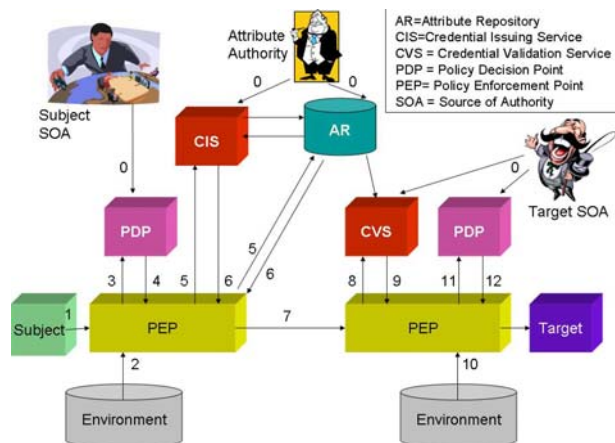 AR=Attribute Repository
CIS=Credential Issuing Service
CVS = Credential Validation Service
PDP = Policy Decision Point
PEP= Policy Enforcement Point
SOA = Source of Authority
Attribute
Authority
Subject
SOA
0
0
CIS
AR
0
0
Target SOA
PDP
CVS
PDP
3
4
5
6
5
6
8
9
11
12
Subject
1
PEP
7
PEP
Target
2
10
Environment
Environment